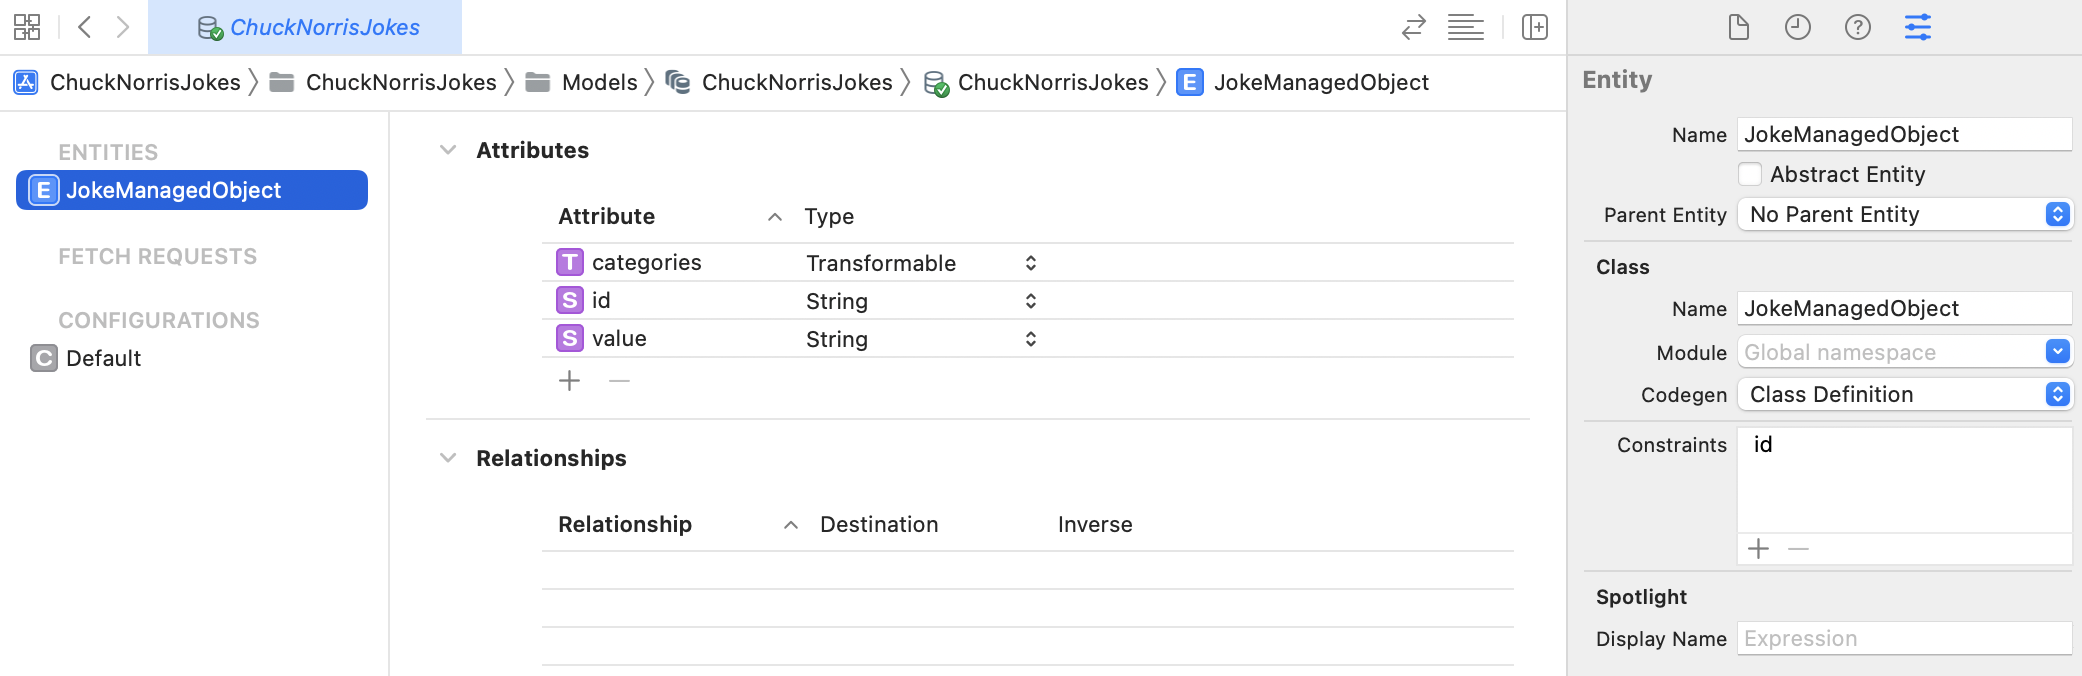 ChuckNorrisJokes
ChuckNorrisJokes ChuckNorrisJokes Models ChuckNorrisJokes ChuckNorrisJokes E JokeManagedObject
ENTITIES
E JokeManagedObject
FETCH REQUESTS
CONFIGURATIONS
C Default
Attributes
Attribute Type
T categories Transformable
S id String
S value String
Relationships
Relationship Destination Inverse
Entity
Name JokeManagedObject
Abstract Entity
Parent Entity No Parent Entity
Class
Name JokeManagedObject
Module Global namespace
Codegen Class Definition
Constraints id
Spotlight
Display Name Expression